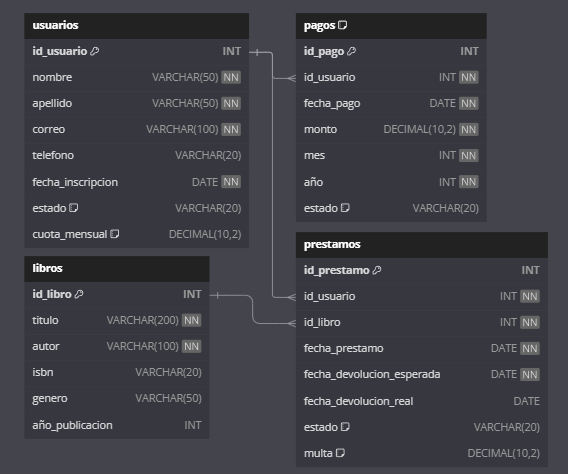 usuarios
id_usuario INT
nombre VARCHAR(50) NN
apellido VARCHAR(50) NN
correo VARCHAR(100) NN
telefono VARCHAR(20)
fecha_inscripcion DATE NN
estado VARCHAR(20)
cuota_mensual DECIMAL(10,2)
libros
id_libro INT
titulo VARCHAR(200) NN
autor VARCHAR(100) NN
isbn VARCHAR(20)
genero VARCHAR(50)
año_publicacion INT
pagos
id_pago INT
id_usuario INT NN
fecha_pago DATE NN
monto DECIMAL(10,2) NN
mes INT NN
año INT NN
estado VARCHAR(20)
prestamos
id_prestamo INT
id_usuario INT NN
id_libro INT NN
fecha_prestamo DATE NN
fecha_devolucion_esperada DATE NN
fecha_devolucion_real DATE
estado VARCHAR(20)
multa DECIMAL(10,2)